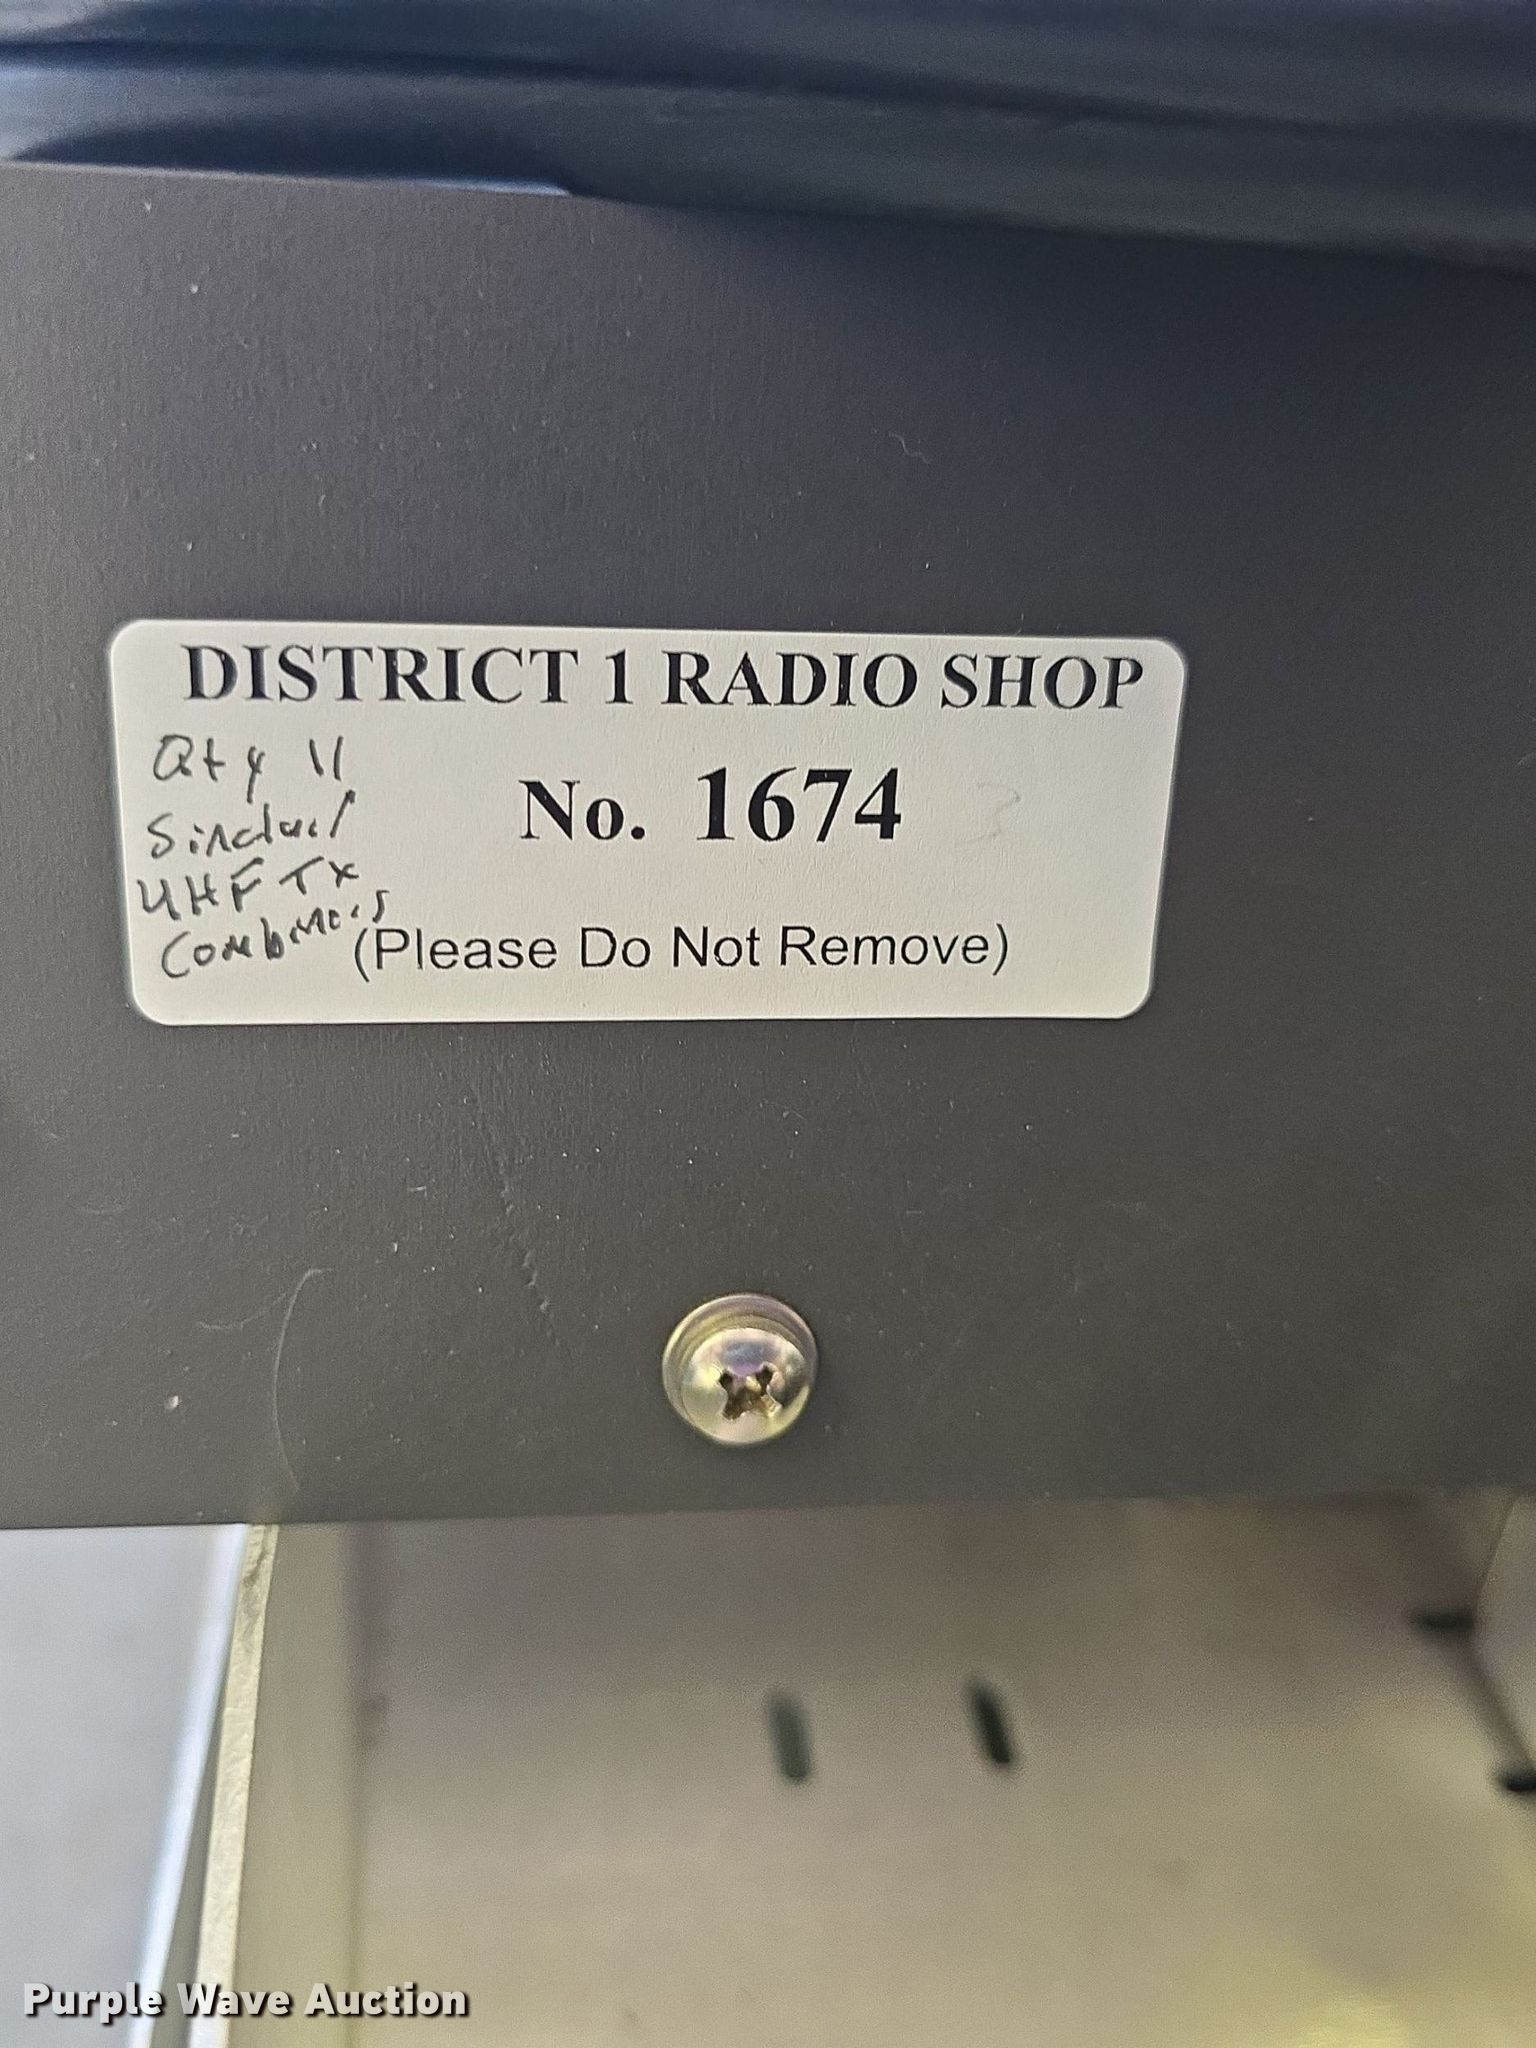 DISTRICT 1 RADIO SHOP
No. 1674
(Please Do Not Remove)
Qty 11
Sinclair
UHF Tx
Combiners
Purple Wave Auction